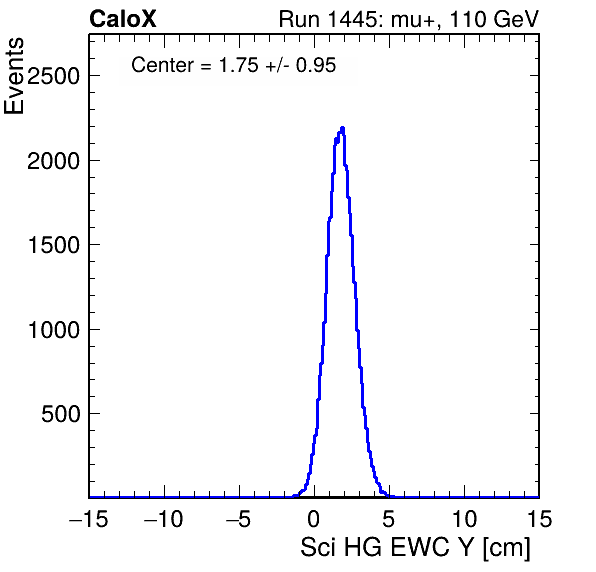 CaloX Run 1445: mu+, 110 GeV
Center = 1.75 +/- 0.95
Events
2500
2000
1500
1000
500
−15 −10 −5 0 5 10 15
Sci HG EWC Y [cm]